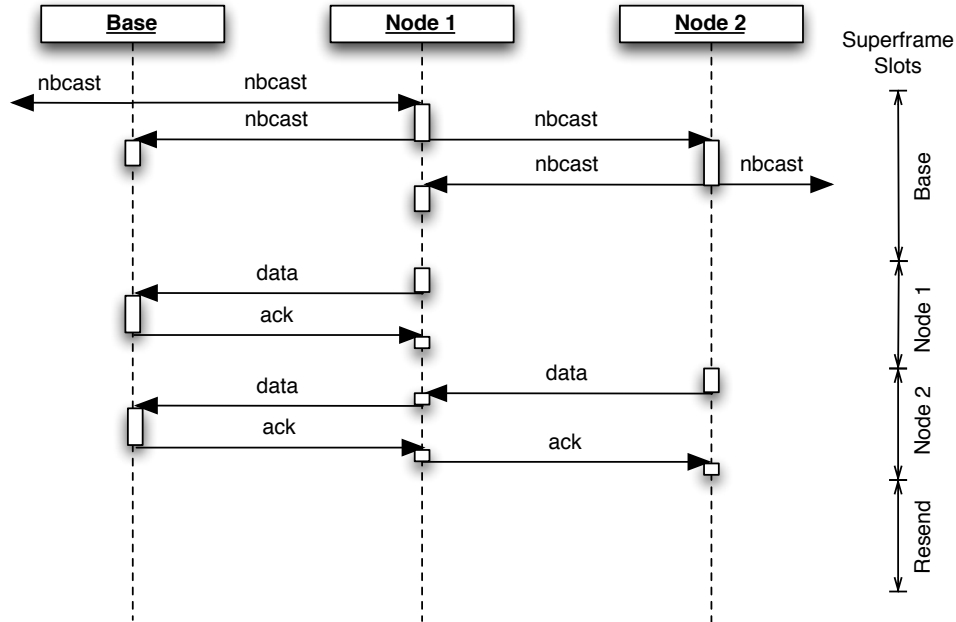 Base
Node 1
Node 2
Superframe
Slots
nbcast
nbcast
nbcast
nbcast
nbcast
nbcast
Base
data
ack
Node 1
data
data
ack
ack
Node 2
Resend